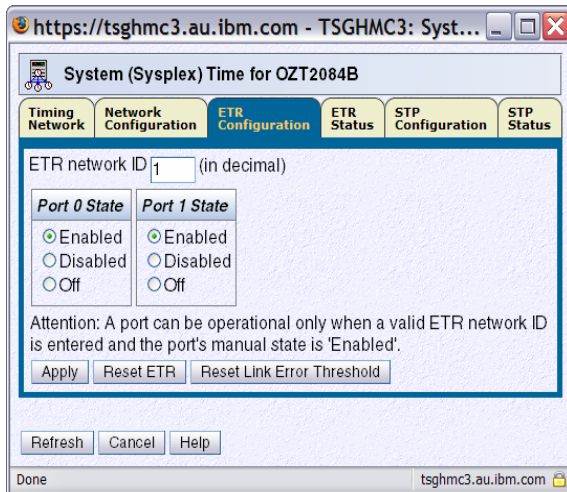 https://tsghmc3.au.ibm.com - TSGHMC3: Syst...
System (Sysplex) Time for OZT2084B
Timing Network
Network Configuration
ETR Configuration
ETR Status
STP Configuration
STP Status
ETR network ID 1 (in decimal)
Port 0 State
Port 1 State
Enabled
Enabled
Disabled
Disabled
Off
Off
Attention: A port can be operational only when a valid ETR network ID
is entered and the port's manual state is 'Enabled'.
Apply
Reset ETR
Reset Link Error Threshold
Refresh
Cancel
Help
Done
tsghmc3.au.ibm.com